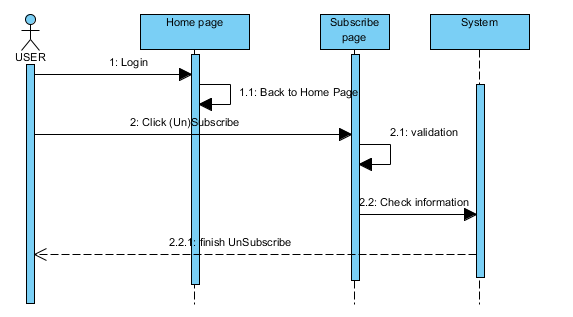 Home page
Subscribe
page
System
USER
1: Login
1.1: Back to Home Page
2: Click (Un)Subscribe
2.1: validation
2.2: Check information
2.2.1: finish UnSubscribe